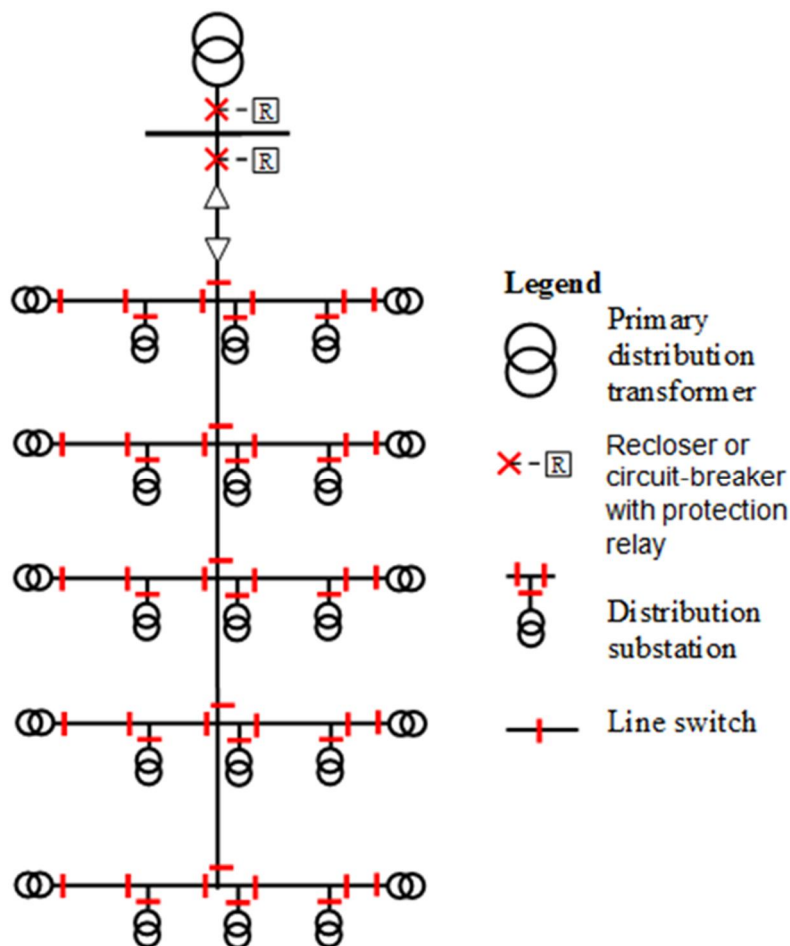 R
R
Legend
Primary
distribution
transformer
R
Recloser or
circuit-breaker
with protection
relay
Distribution
substation
Line switch